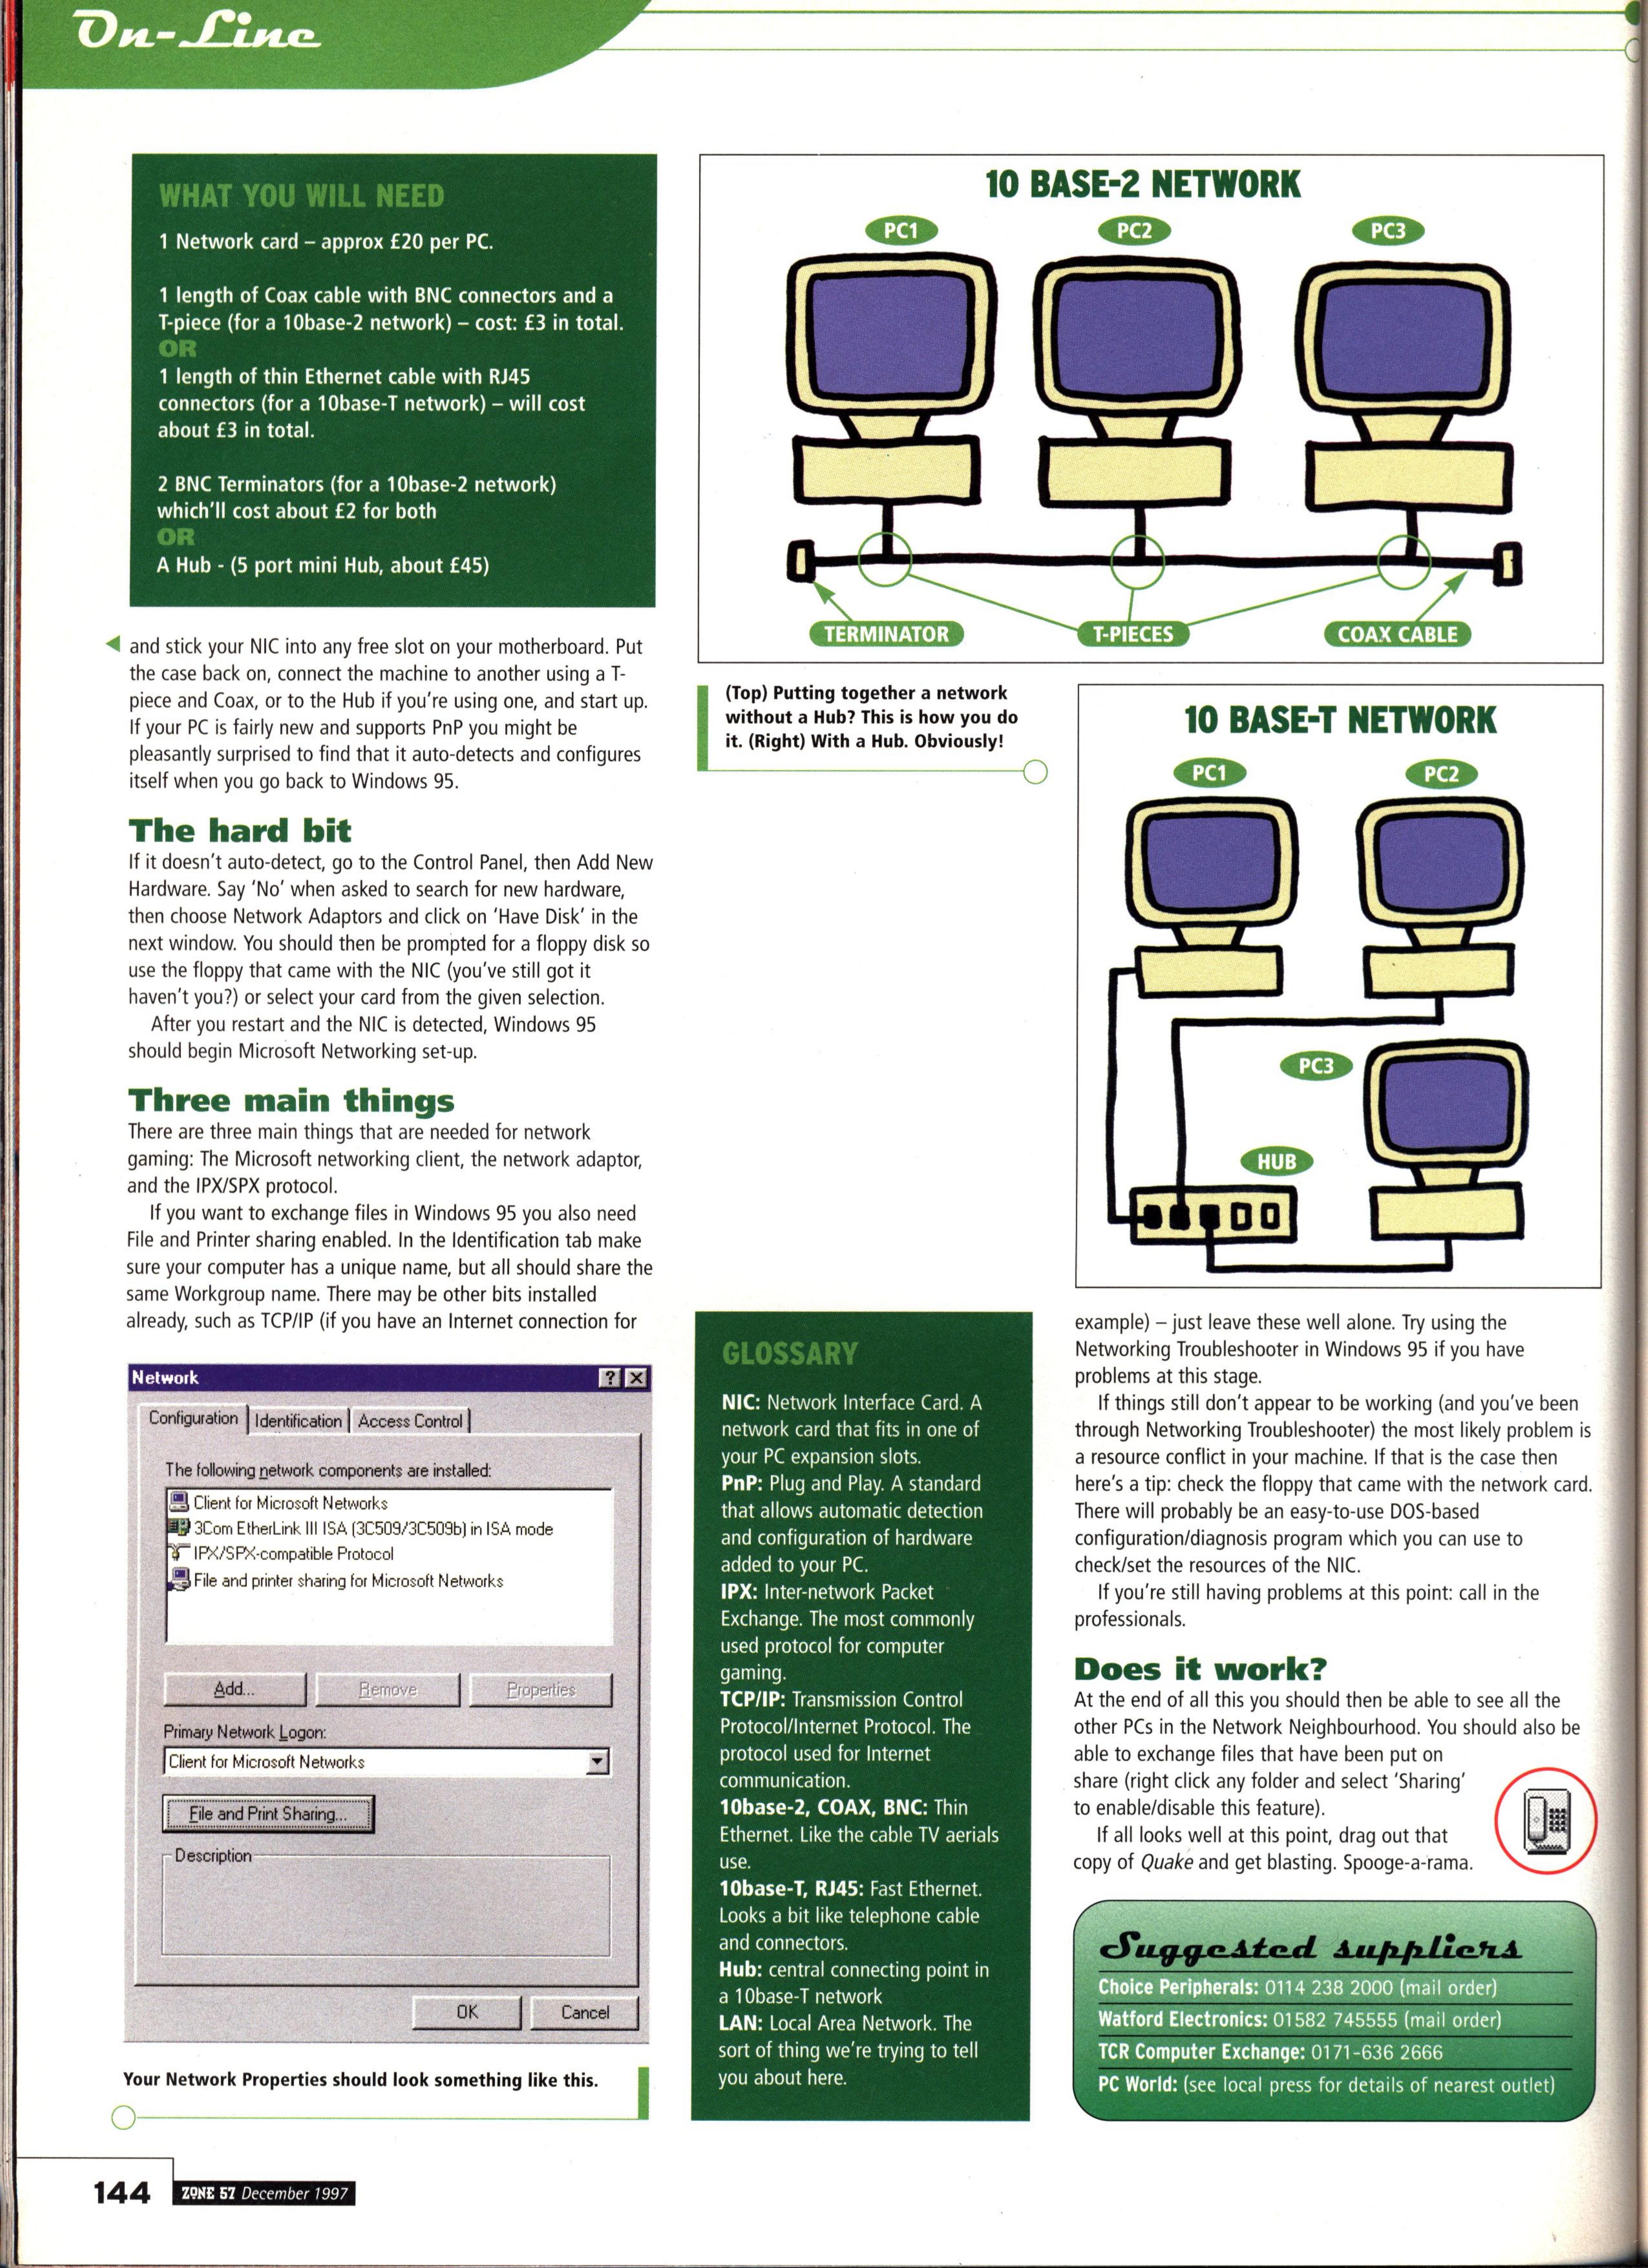 On-Line
WHAT YOU WILL NEED
1 Network card – approx £20 per PC.
1 length of Coax cable with BNC connectors and a
T-piece (for a 10base-2 network) – cost: £3 in total.
OR
1 length of thin Ethernet cable with RJ45
connectors (for a 10base-T network) – will cost
about £3 in total.
2 BNC Terminators (for a 10base-2 network)
which'll cost about £2 for both
OR
A Hub - (5 port mini Hub, about £45)
and stick your NIC into any free slot on your motherboard. Put
the case back on, connect the machine to another using a T-
piece and Coax, or to the Hub if you're using one, and start up.
If your PC is fairly new and supports PnP you might be
pleasantly surprised to find that it auto-detects and configures
itself when you go back to Windows 95.
The hard bit
If it doesn't auto-detect, go to the Control Panel, then Add New
Hardware. Say 'No' when asked to search for new hardware,
then choose Network Adaptors and click on 'Have Disk' in the
next window. You should then be prompted for a floppy disk so
use the floppy that came with the NIC (you've still got it
haven't you?) or select your card from the given selection.
After you restart and the NIC is detected, Windows 95
should begin Microsoft Networking set-up.
Three main things
There are three main things that are needed for network
gaming: The Microsoft networking client, the network adaptor,
and the IPX/SPX protocol.
If you want to exchange files in Windows 95 you also need
File and Printer sharing enabled. In the Identification tab make
sure your computer has a unique name, but all should share the
same Workgroup name. There may be other bits installed
already, such as TCP/IP (if you have an Internet connection for
Network
Configuration Identification Access Control
The following network components are installed:
Client for Microsoft Networks
3Com EtherLink III ISA (3C509/3C509b) in ISA mode
IPX/SPX-compatible Protocol
File and printer sharing for Microsoft Networks
Add... Remove Properties
Primary Network Logon:
Client for Microsoft Networks
File and Print Sharing...
Description
OK Cancel
Your Network Properties should look something like this.
10 BASE-2 NETWORK
PC1 PC2 PC3
TERMINATOR T-PIECES COAX CABLE
(Top) Putting together a network
without a Hub? This is how you do
it. (Right) With a Hub. Obviously!
10 BASE-T NETWORK
PC1 PC2
PC3
HUB
GLOSSARY
NIC: Network Interface Card. A
network card that fits in one of
your PC expansion slots.
PnP: Plug and Play. A standard
that allows automatic detection
and configuration of hardware
added to your PC.
IPX: Inter-network Packet
Exchange. The most commonly
used protocol for computer
gaming.
TCP/IP: Transmission Control
Protocol/Internet Protocol. The
protocol used for Internet
communication.
10base-2, COAX, BNC: Thin
Ethernet. Like the cable TV aerials
use.
10base-T, RJ45: Fast Ethernet.
Looks a bit like telephone cable
and connectors.
Hub: central connecting point in
a 10base-T network
LAN: Local Area Network. The
sort of thing we're trying to tell
you about here.
example) – just leave these well alone. Try using the
Networking Troubleshooter in Windows 95 if you have
problems at this stage.
If things still don't appear to be working (and you've been
through Networking Troubleshooter) the most likely problem is
a resource conflict in your machine. If that is the case then
here's a tip: check the floppy that came with the network card.
There will probably be an easy-to-use DOS-based
configuration/diagnosis program which you can use to
check/set the resources of the NIC.
If you're still having problems at this point: call in the
professionals.
Does it work?
At the end of all this you should then be able to see all the
other PCs in the Network Neighbourhood. You should also be
able to exchange files that have been put on
share (right click any folder and select 'Sharing'
to enable/disable this feature).
If all looks well at this point, drag out that
copy of Quake and get blasting. Spooge-a-rama.
Suggested suppliers
Choice Peripherals: 0114 238 2000 (mail order)
Watford Electronics: 01582 745555 (mail order)
TCR Computer Exchange: 0171-636 2666
PC World: (see local press for details of nearest outlet)
144 ZONE 57 December 1997